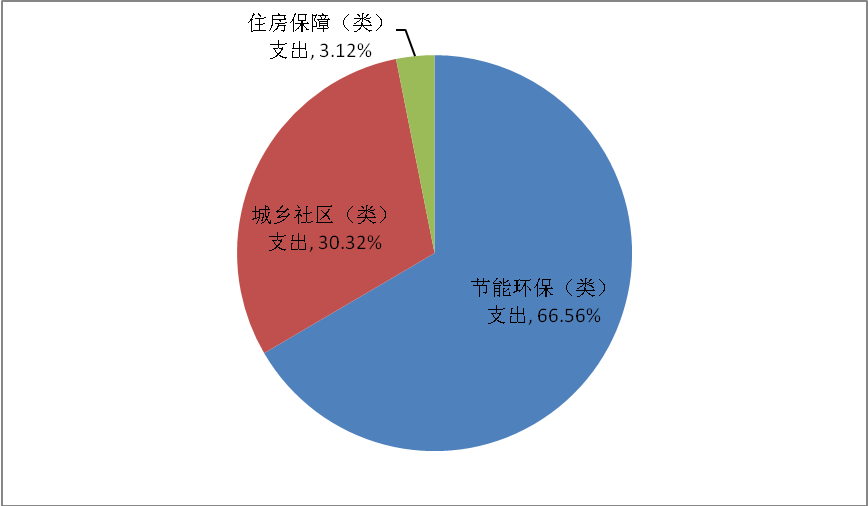 住房保障（类）
支出, 3.12%
城乡社区（类）
支出, 30.32%
节能环保（类）
支出, 66.56%